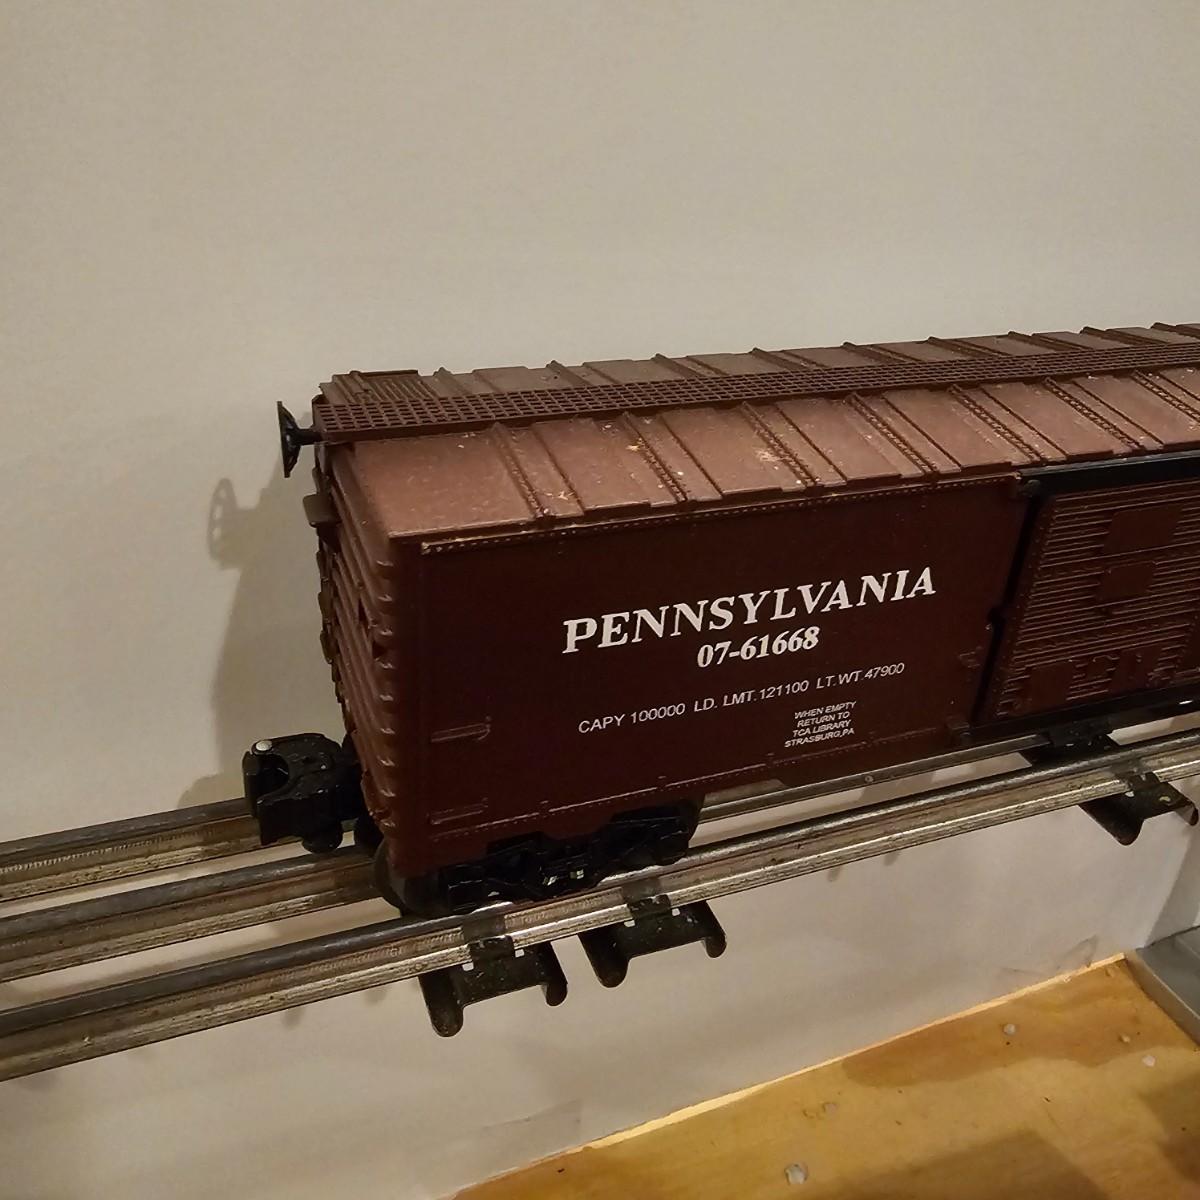 PENNSYLVANIA
07-61668
CAPY 100000 LD. LMT.121100 LT.WT.47900
WHEN EMPTY
RETURN TO
TCA LIBRARY
STRASBURG,PA